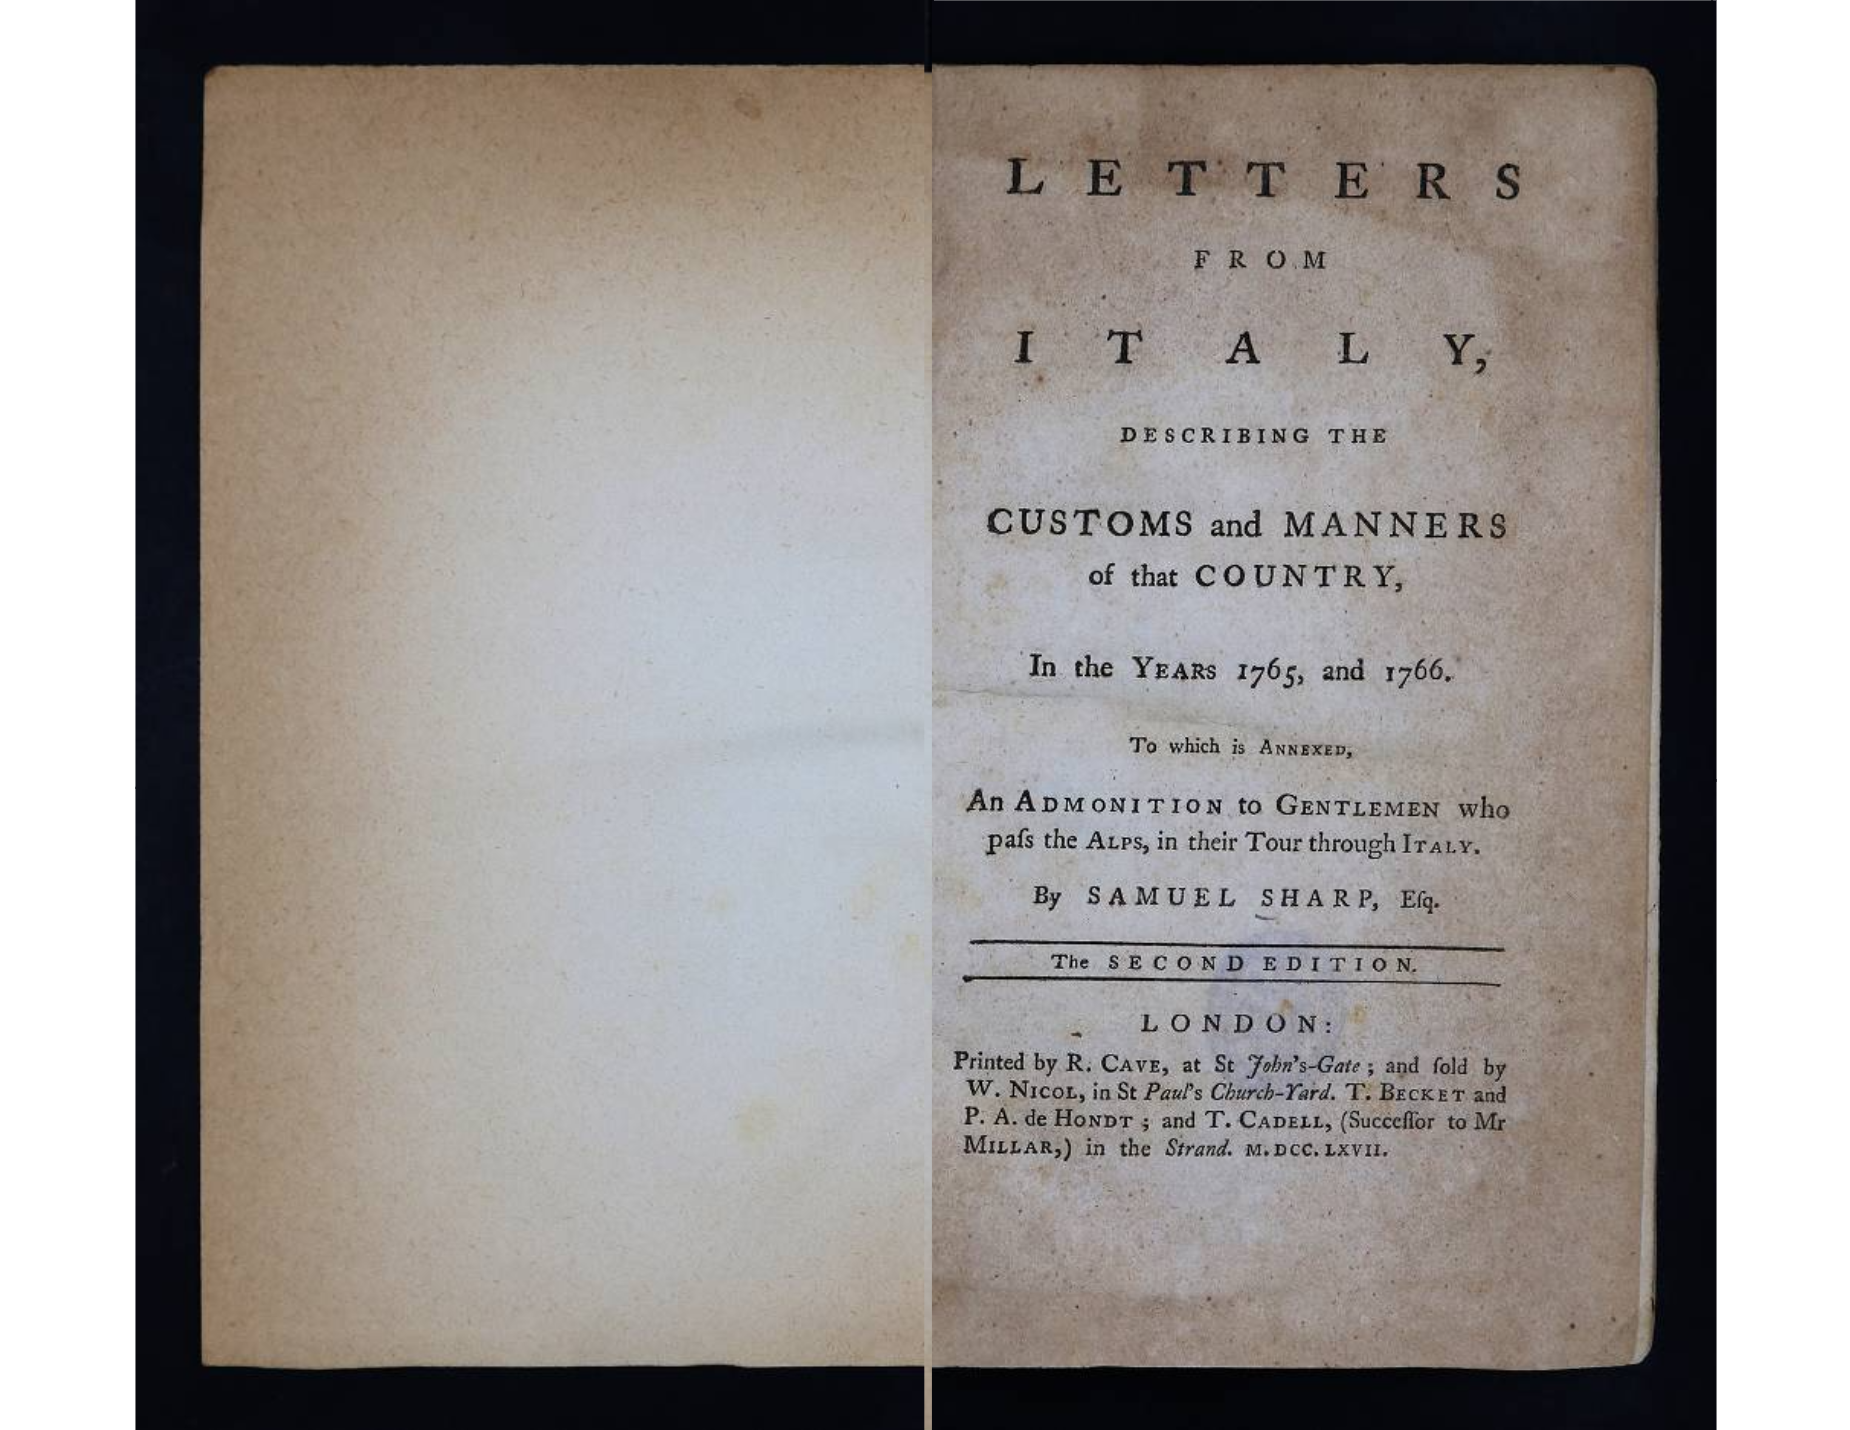 LETTERS
FROM
ITALY,
DESCRIBING THE
CUSTOMS and MANNERS
of that COUNTRY,
In the YEARS 1765, and 1766.
To which is ANNEXED,
An ADMONITION to GENTLEMEN who
paſs the ALPS, in their Tour through ITALY.
By SAMUEL SHARP, Eſq.
The SECOND EDITION.
LONDON:
Printed by R. CAVE, at St John's-Gate; and ſold by
W. NICOL, in St Paul's Church-Yard. T. BECKET and
P. A. de HONDT; and T. CADELL, (Succeſſor to Mr
MILLAR,) in the Strand. M.DCC.LXVII.